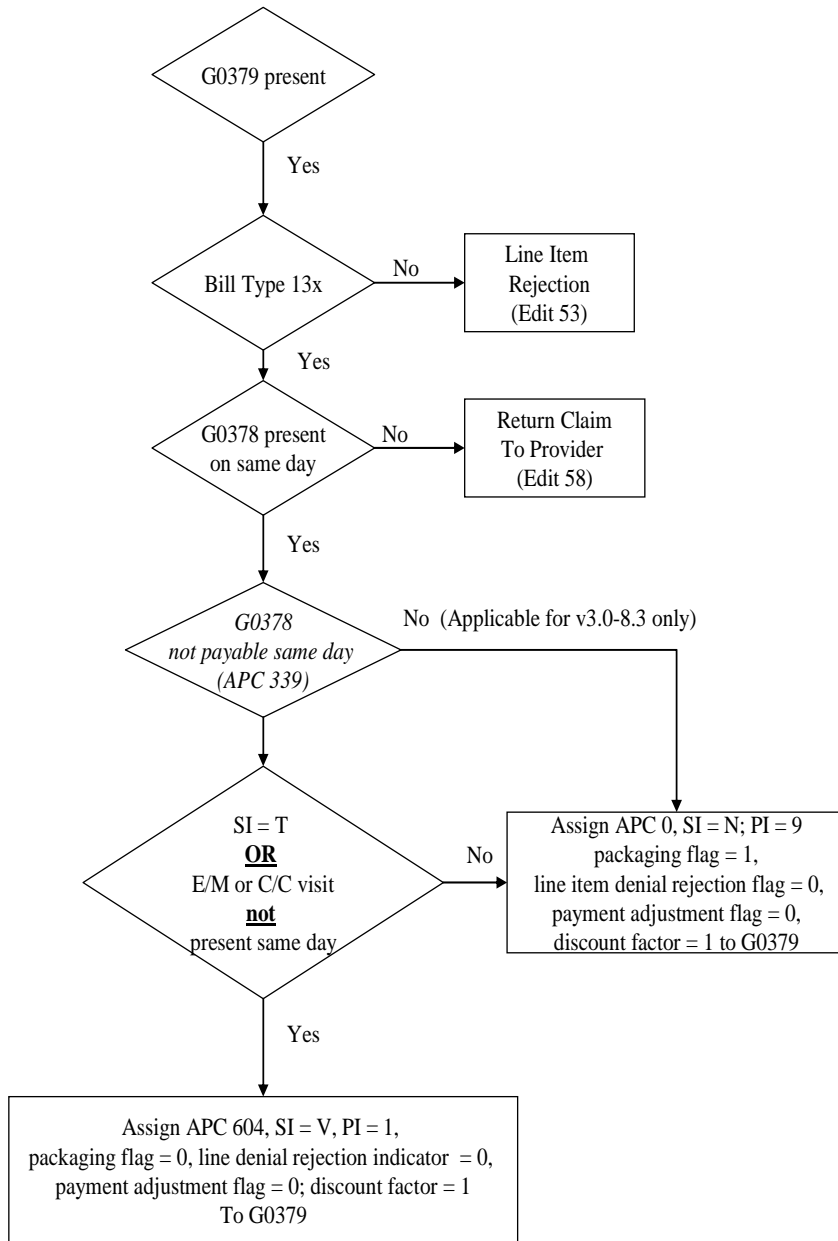 G0379 present
Yes
Bill Type 13x
No
Line Item
Rejection
(Edit 53)
Yes
G0378 present
on same day
No
Return Claim
To Provider
(Edit 58)
Yes
G0378
not payable same day
(APC 339)
No (Applicable for v3.0-8.3 only)
SI = T
OR
E/M or C/C visit
not
present same day
No
Assign APC 0, SI = N; PI = 9
packaging flag = 1,
line item denial rejection flag = 0,
payment adjustment flag = 0,
discount factor = 1 to G0379
Yes
Assign APC 604, SI = V, PI = 1,
packaging flag = 0, line denial rejection indicator = 0,
payment adjustment flag = 0; discount factor = 1
To G0379